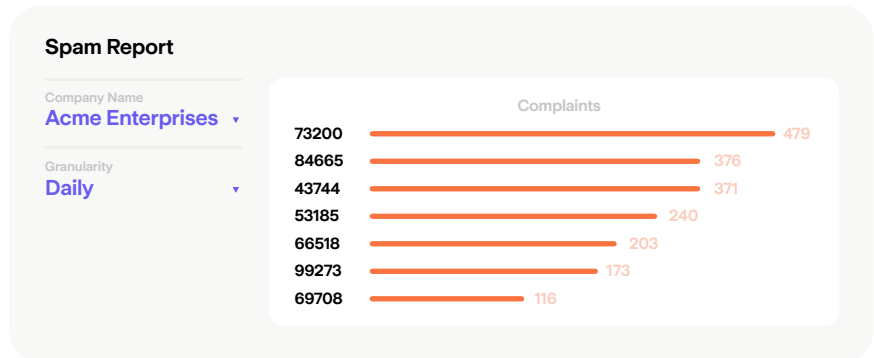 Spam Report
Company Name
Acme Enterprises
Granularity
Daily
Complaints
73200 479
84665 376
43744 371
53185 240
66518 203
99273 173
69708 116